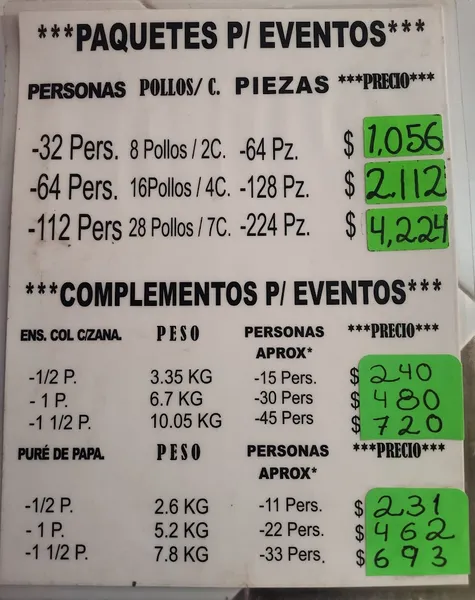 ***PAQUETES P/ EVENTOS***
PERSONAS POLLOS/ C. PIEZAS ***PRECIO***
-32 Pers. 8 Pollos / 2C. -64 Pz. $ 1,056
-64 Pers. 16Pollos / 4C. -128 Pz. $ 2,112
-112 Pers 28 Pollos / 7C. -224 Pz. $ 4,224
***COMPLEMENTOS P/ EVENTOS***
ENS. COL C/ZANA. PESO PERSONAS APROX* ***PRECIO***
-1/2 P. 3.35 KG -15 Pers. $ 240
- 1 P. 6.7 KG -30 Pers $ 480
-1 1/2 P. 10.05 KG -45 Pers $ 720
PURÉ DE PAPA. PESO PERSONAS APROX* ***PRECIO***
-1/2 P. 2.6 KG -11 Pers. $ 231
- 1 P. 5.2 KG -22 Pers. $ 462
-1 1/2 P. 7.8 KG -33 Pers. $ 693